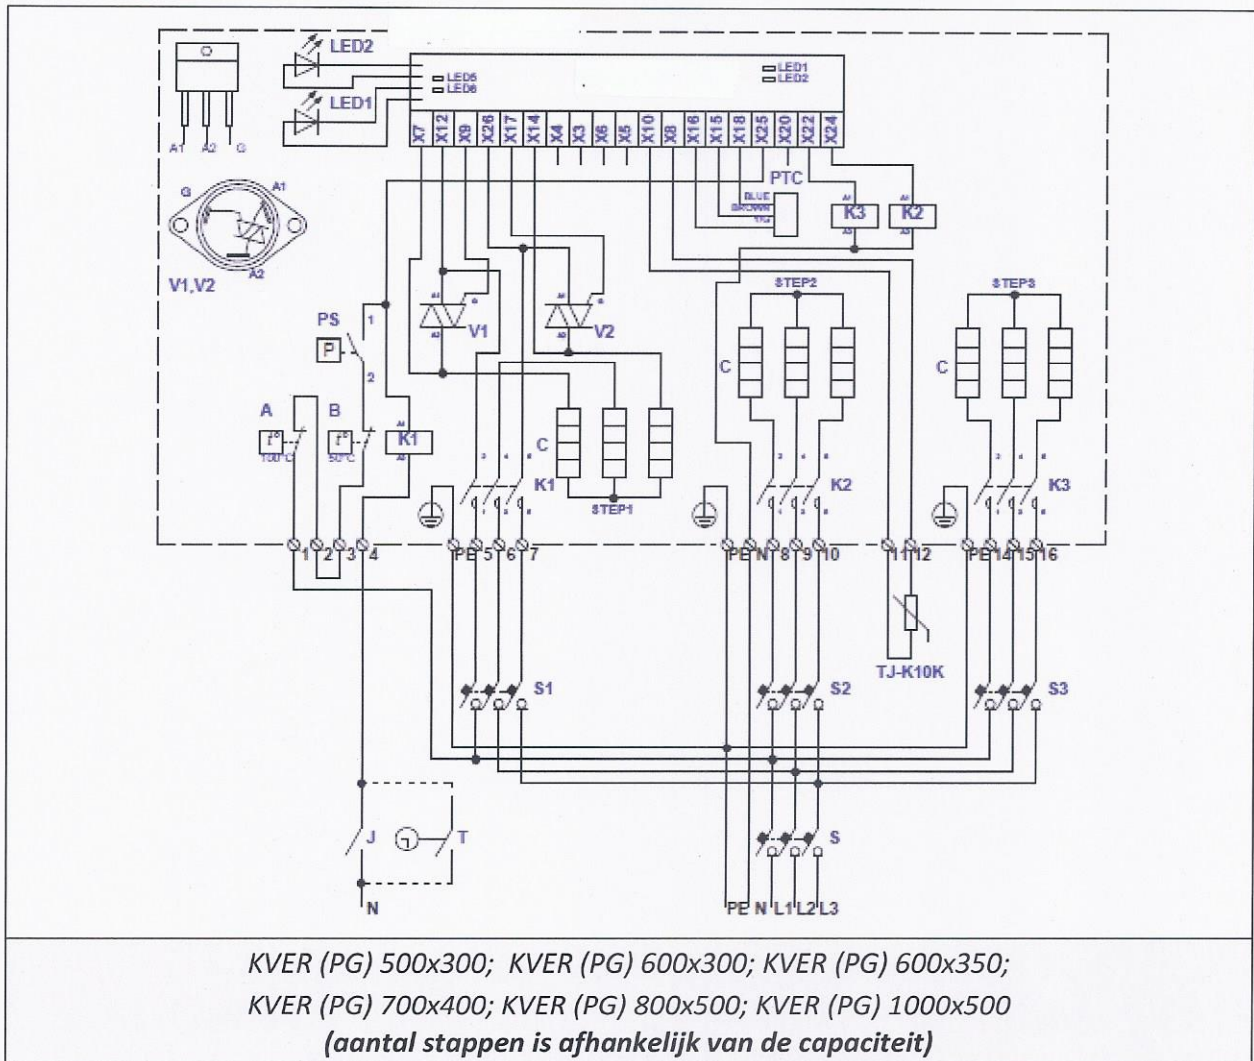 LED2
LED1
LED5
LED6
LED1
LED2
X7 X12 X9 X26 X17 X14 X4 X3 X6 X5 X10 X8 X16 X15 X18 X25 X20 X22 X24
A1 A2 G
G A1
A2
V1,V2
PTC
BLUE
BROWN
K3
K2
STEP2
STEP3
V1
V2
PS
1
P
2
A
B
t°
t°
100°C
50°C
K1
C
C
C
K1
STEP1
K2
K3
1 2 3 4 PE 5 6 7 PE N 8 9 10 11 12 PE 14 15 16
TJ-K10K
S1
S2
S3
J
T
S
N
PE N L1 L2 L3
KVER (PG) 500x300; KVER (PG) 600x300; KVER (PG) 600x350;
KVER (PG) 700x400; KVER (PG) 800x500; KVER (PG) 1000x500
(aantal stappen is afhankelijk van de capaciteit)